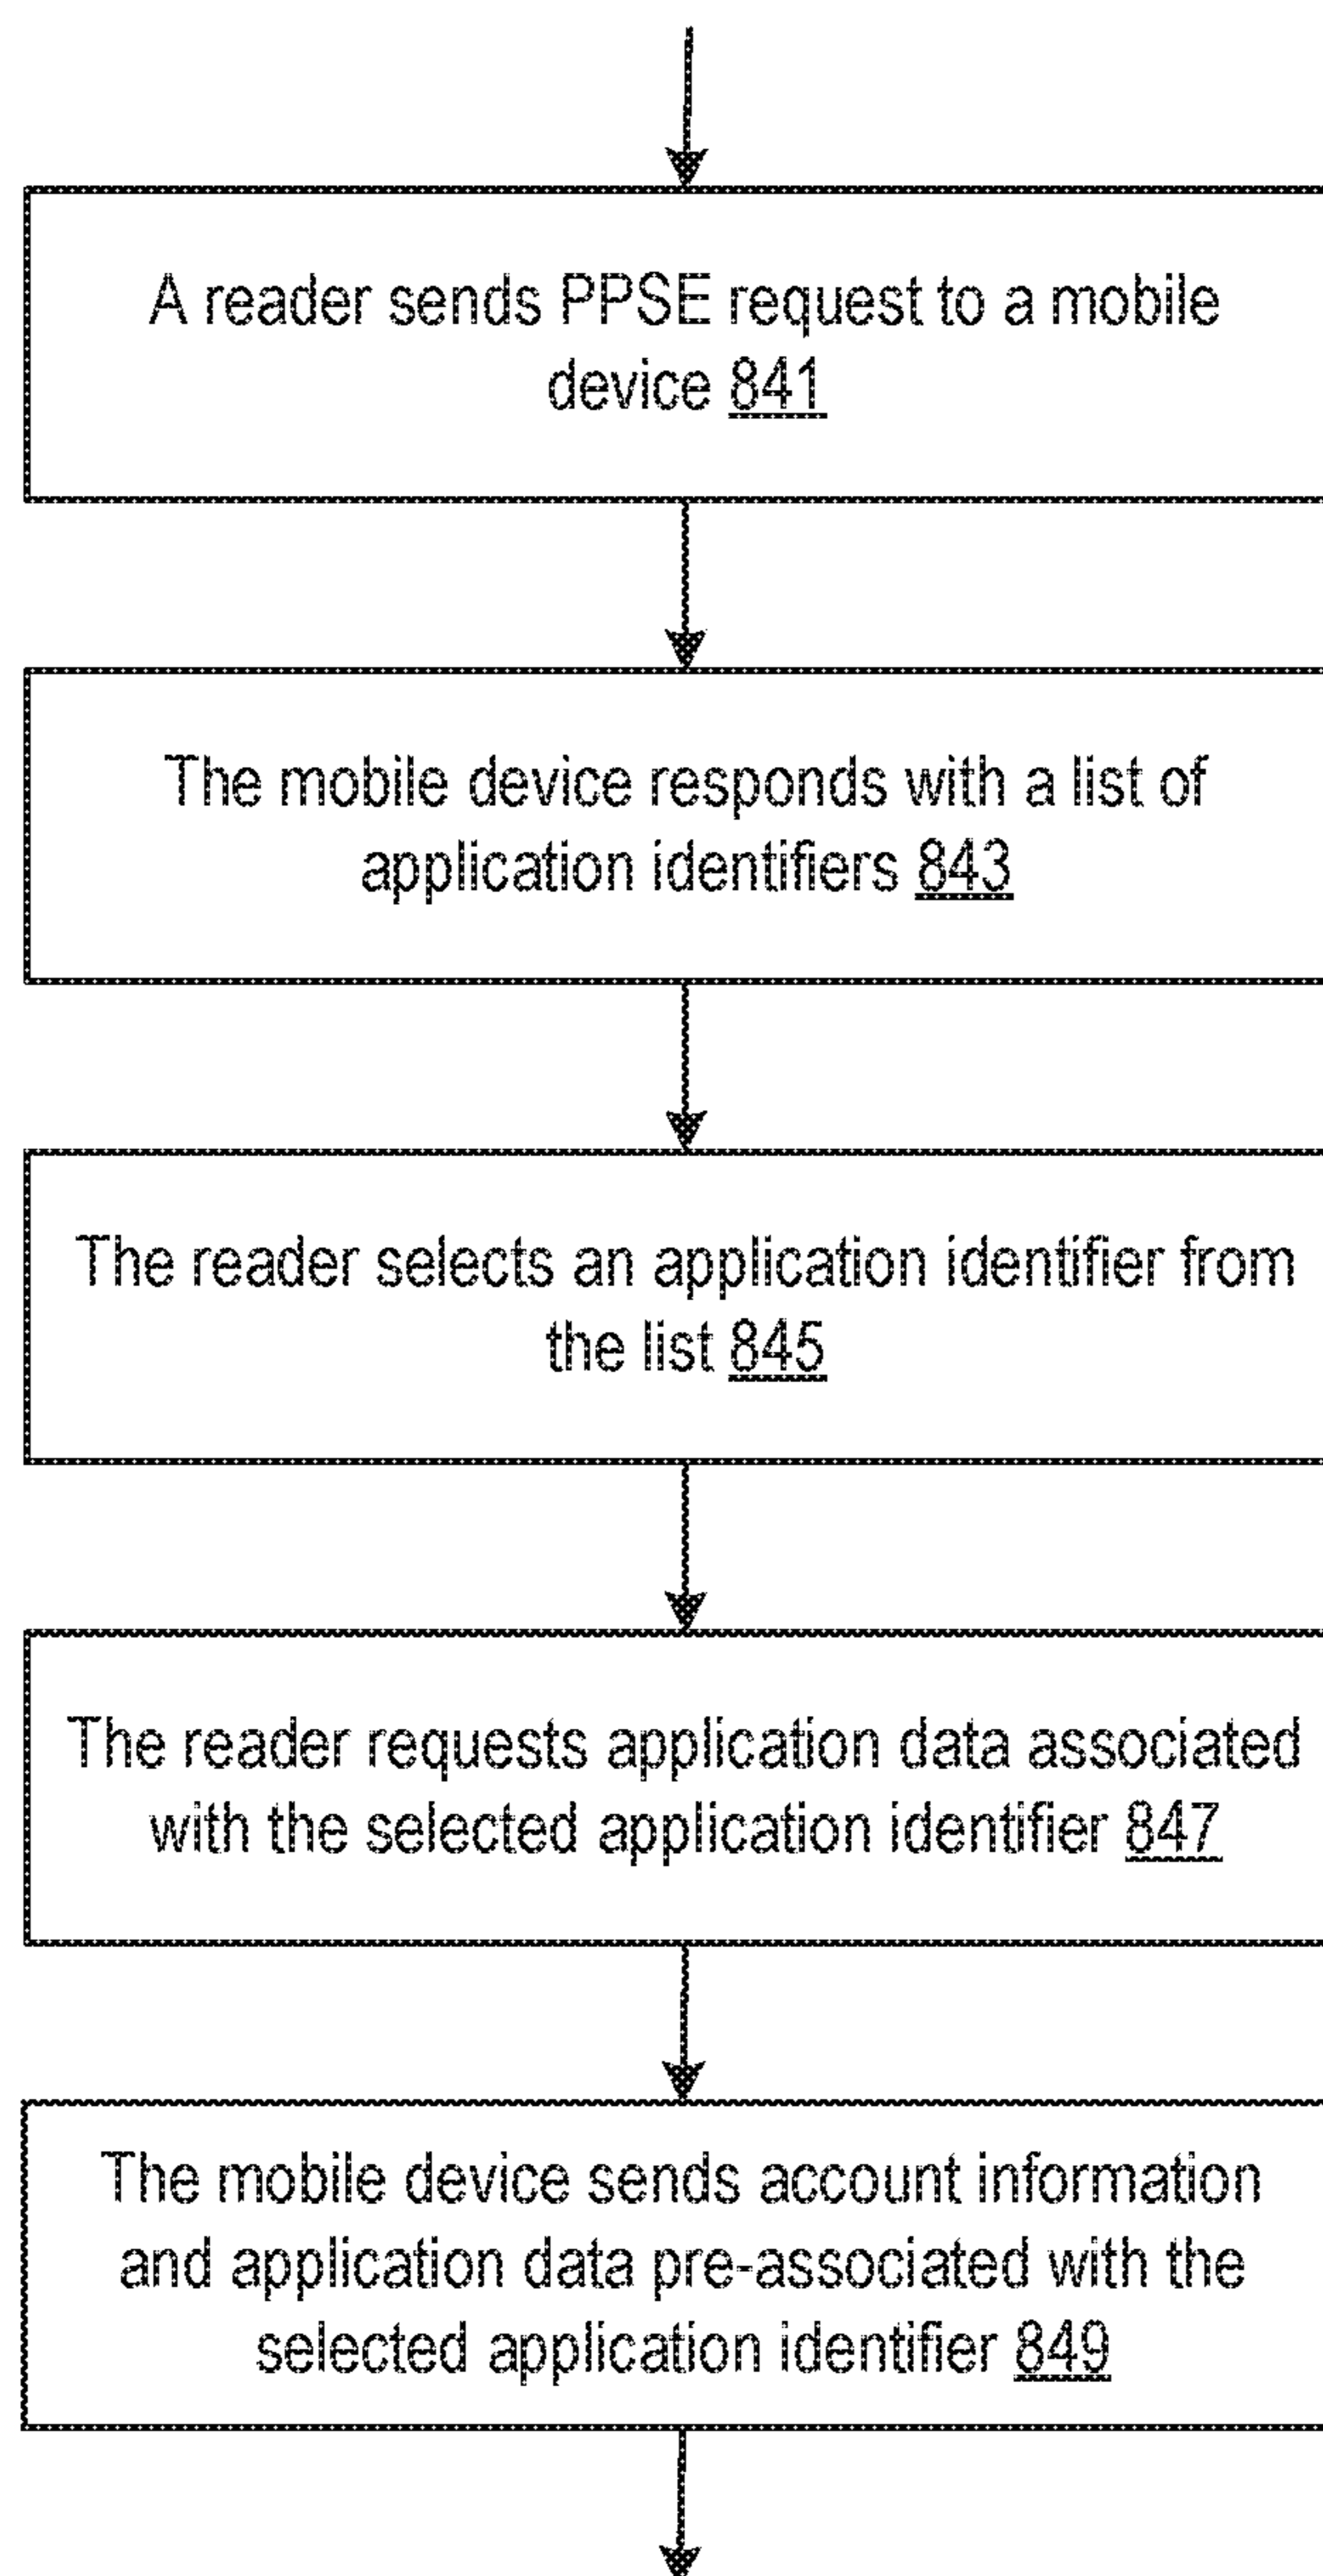 A reader sends PPSE request to a mobile
device 841
The mobile device responds with a list of
application identifiers 843
The reader selects an application identifier from
the list 845
The reader requests application data associated
with the selected application identifier 847
The mobile device sends account information
and application data pre-associated with the
selected application identifier 849